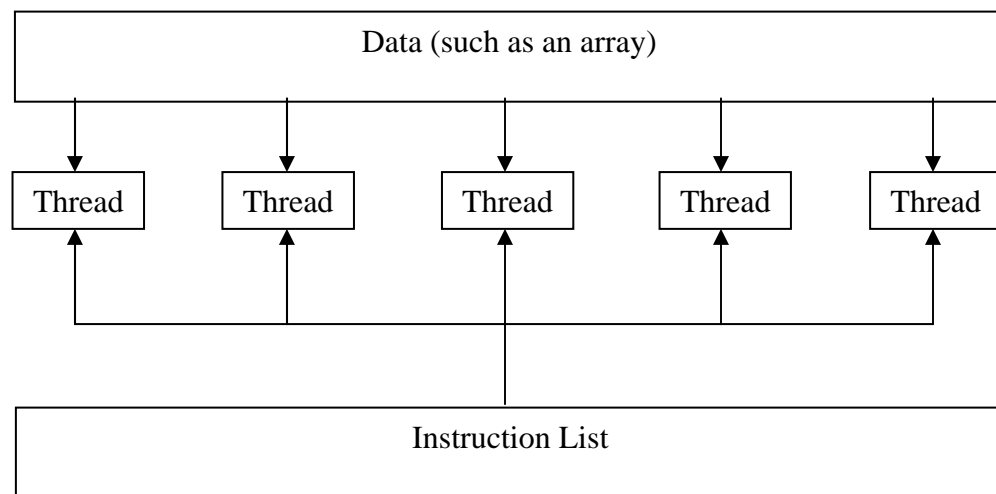 Data (such as an array)
Thread Thread Thread Thread Thread
Instruction List